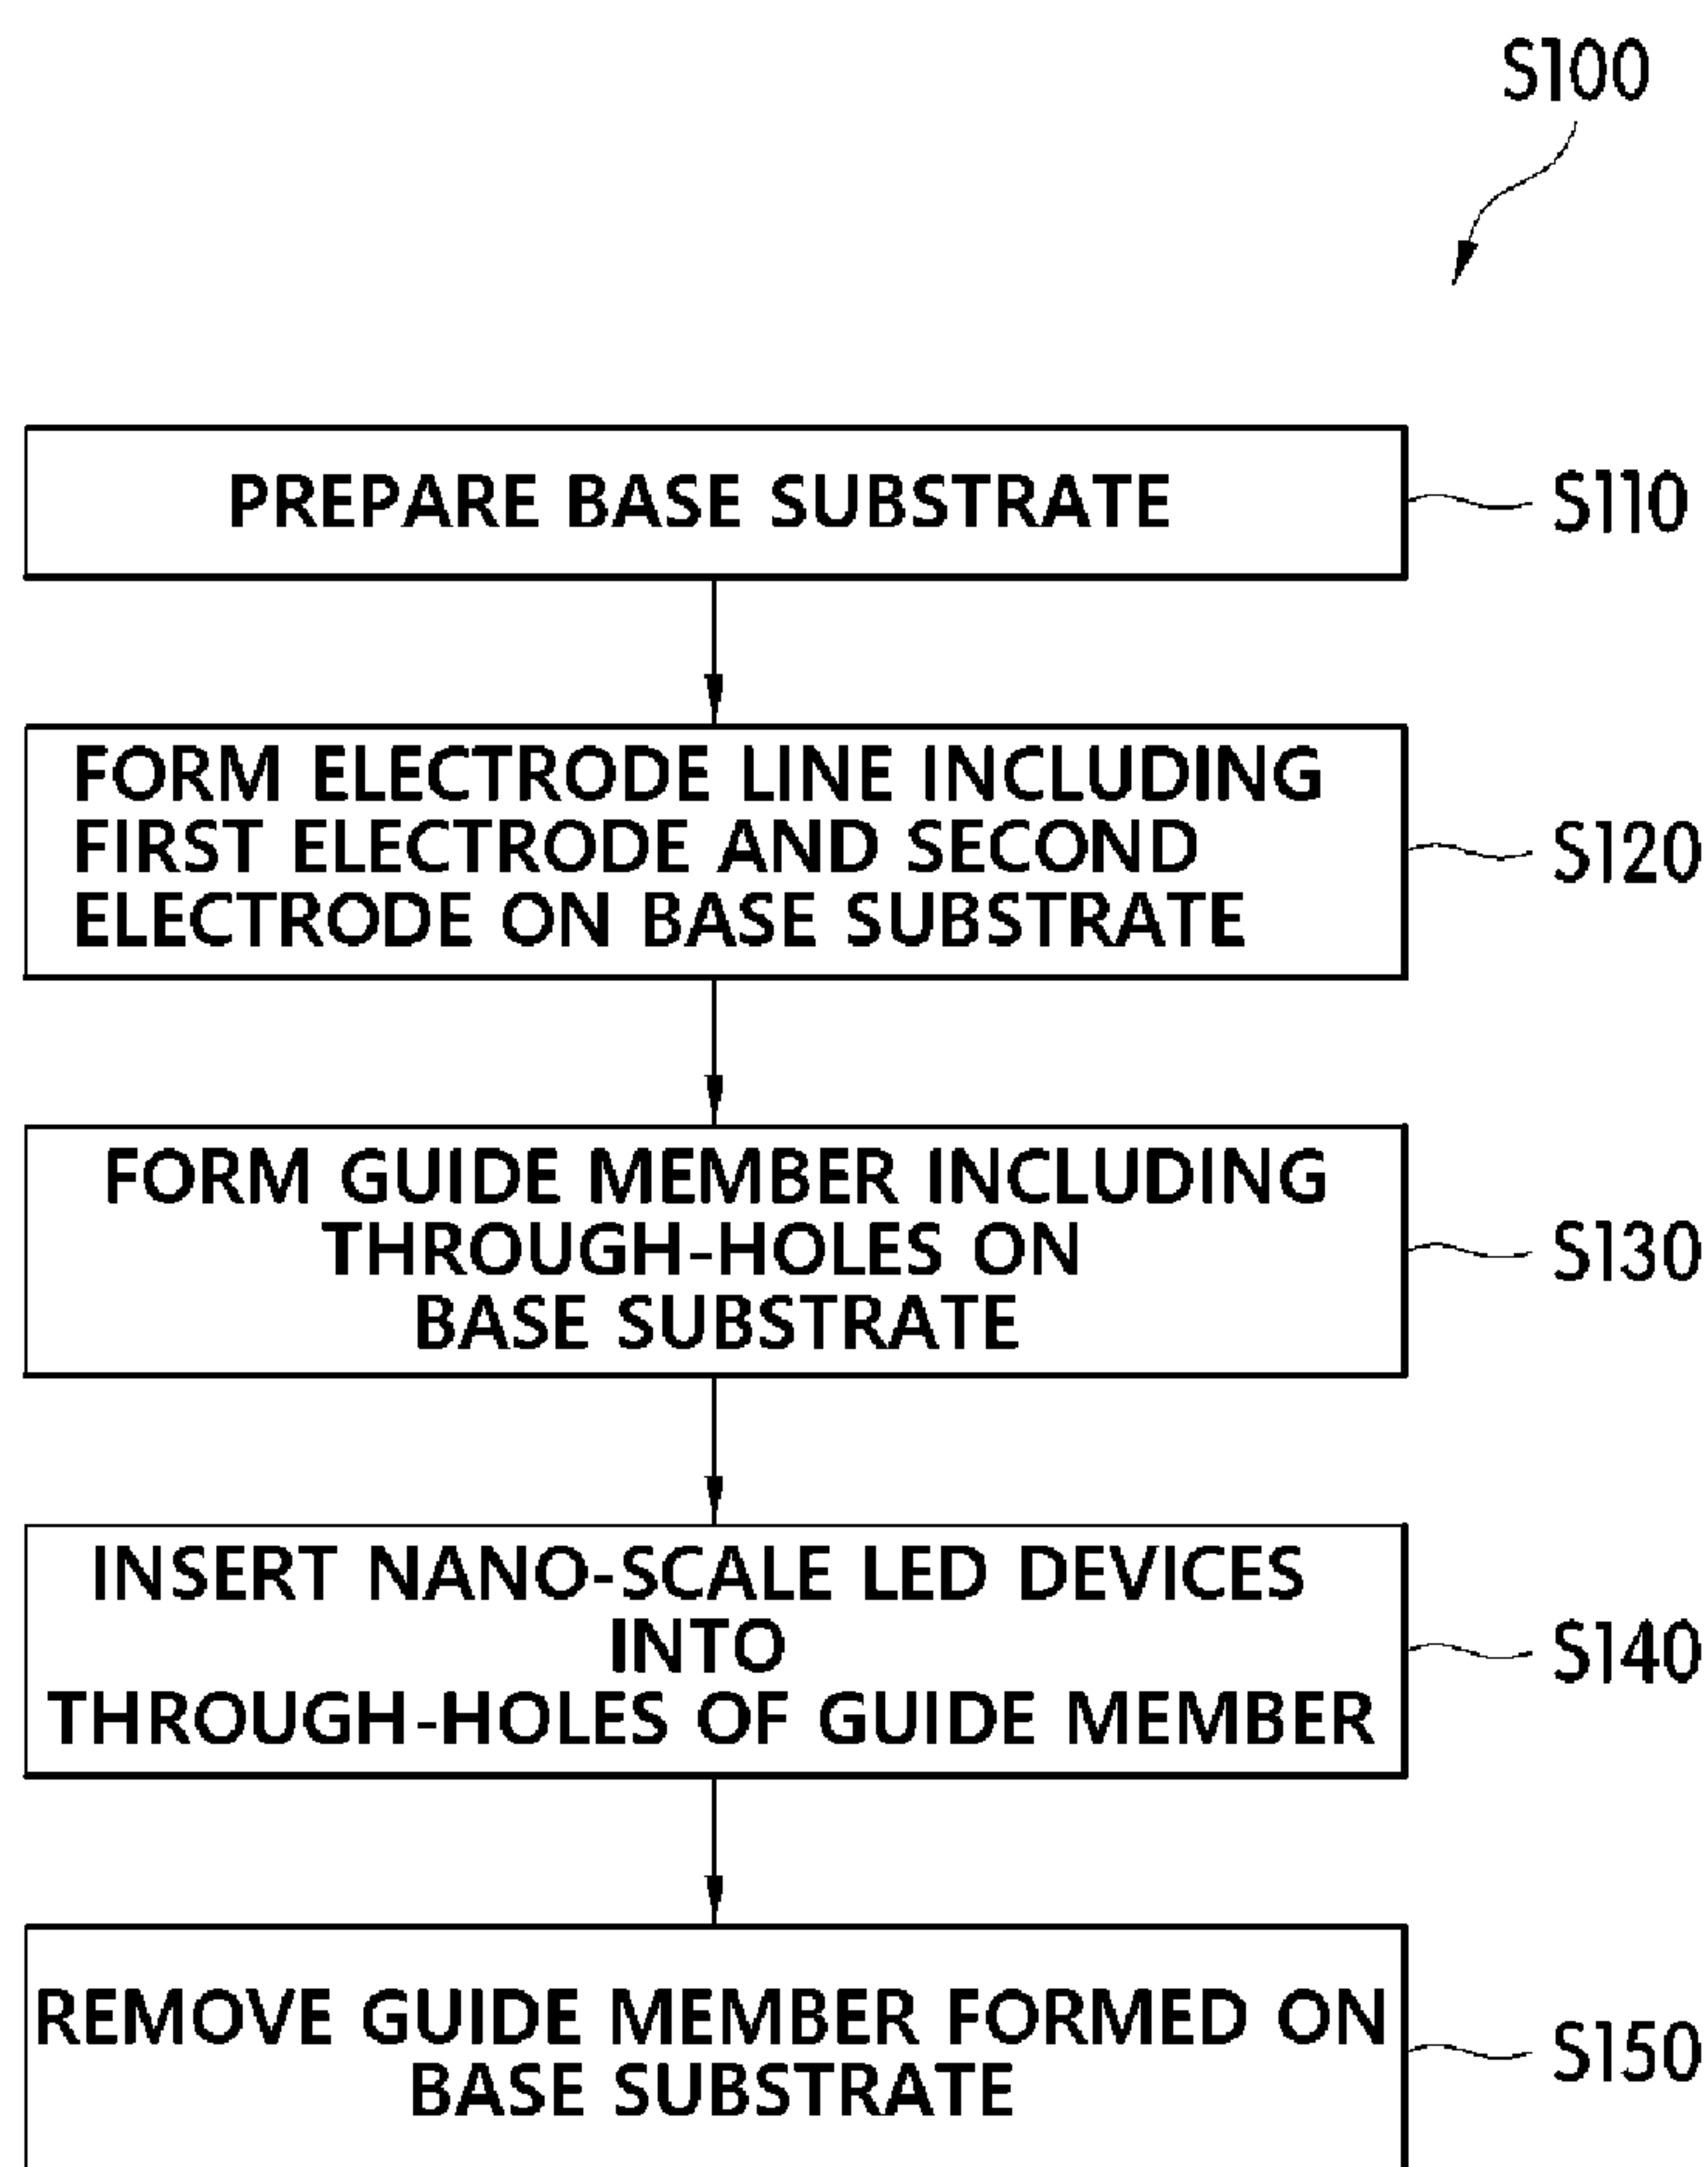 S100
PREPARE BASE SUBSTRATE
S110
FORM ELECTRODE LINE INCLUDING
FIRST ELECTRODE AND SECOND
ELECTRODE ON BASE SUBSTRATE
S120
FORM GUIDE MEMBER INCLUDING
THROUGH-HOLES ON
BASE SUBSTRATE
S130
INSERT NANO-SCALE LED DEVICES
INTO
THROUGH-HOLES OF GUIDE MEMBER
S140
REMOVE GUIDE MEMBER FORMED ON
BASE SUBSTRATE
S150